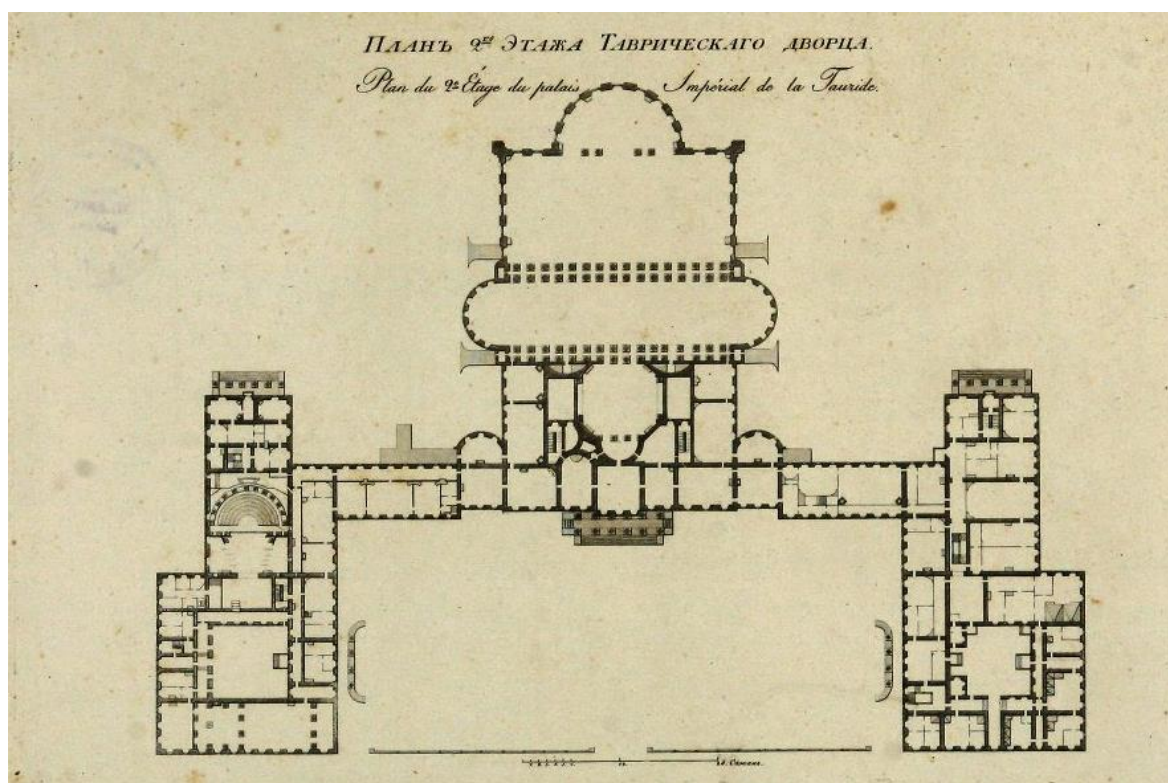 ПЛАНЪ 2го ЭТАЖА ТАВРИЧЕСКАГО ДВОРЦА.
Plan du 2e Étage du palais Impérial de la Tauride.